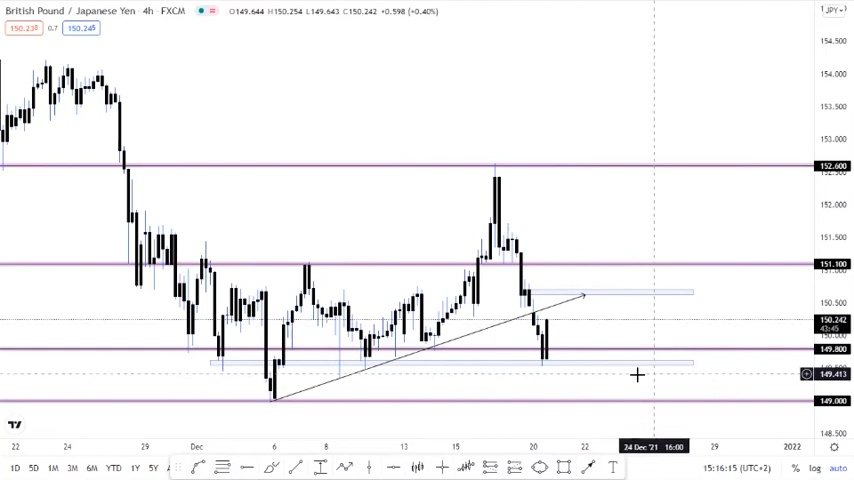 British Pound / Japanese Yen · 4h · FXCM
O149.644 H150.254 L149.643 C150.242 +0.598 (+0.40%)
JPY
150.23⁸ 0.7 150.24⁵
154.500
154.000
153.500
153.000
152.600
152.000
151.500
151.100
151.000
150.500
150.242
43:45
149.800
149.413
149.000
148.500
22 24 29 Dec 6 8 13 15 20 22 24 Dec '21 16:00 29 2022
1D 5D 1M 3M 6M YTD 1Y 5Y
15:16:15 (UTC+2) % log auto